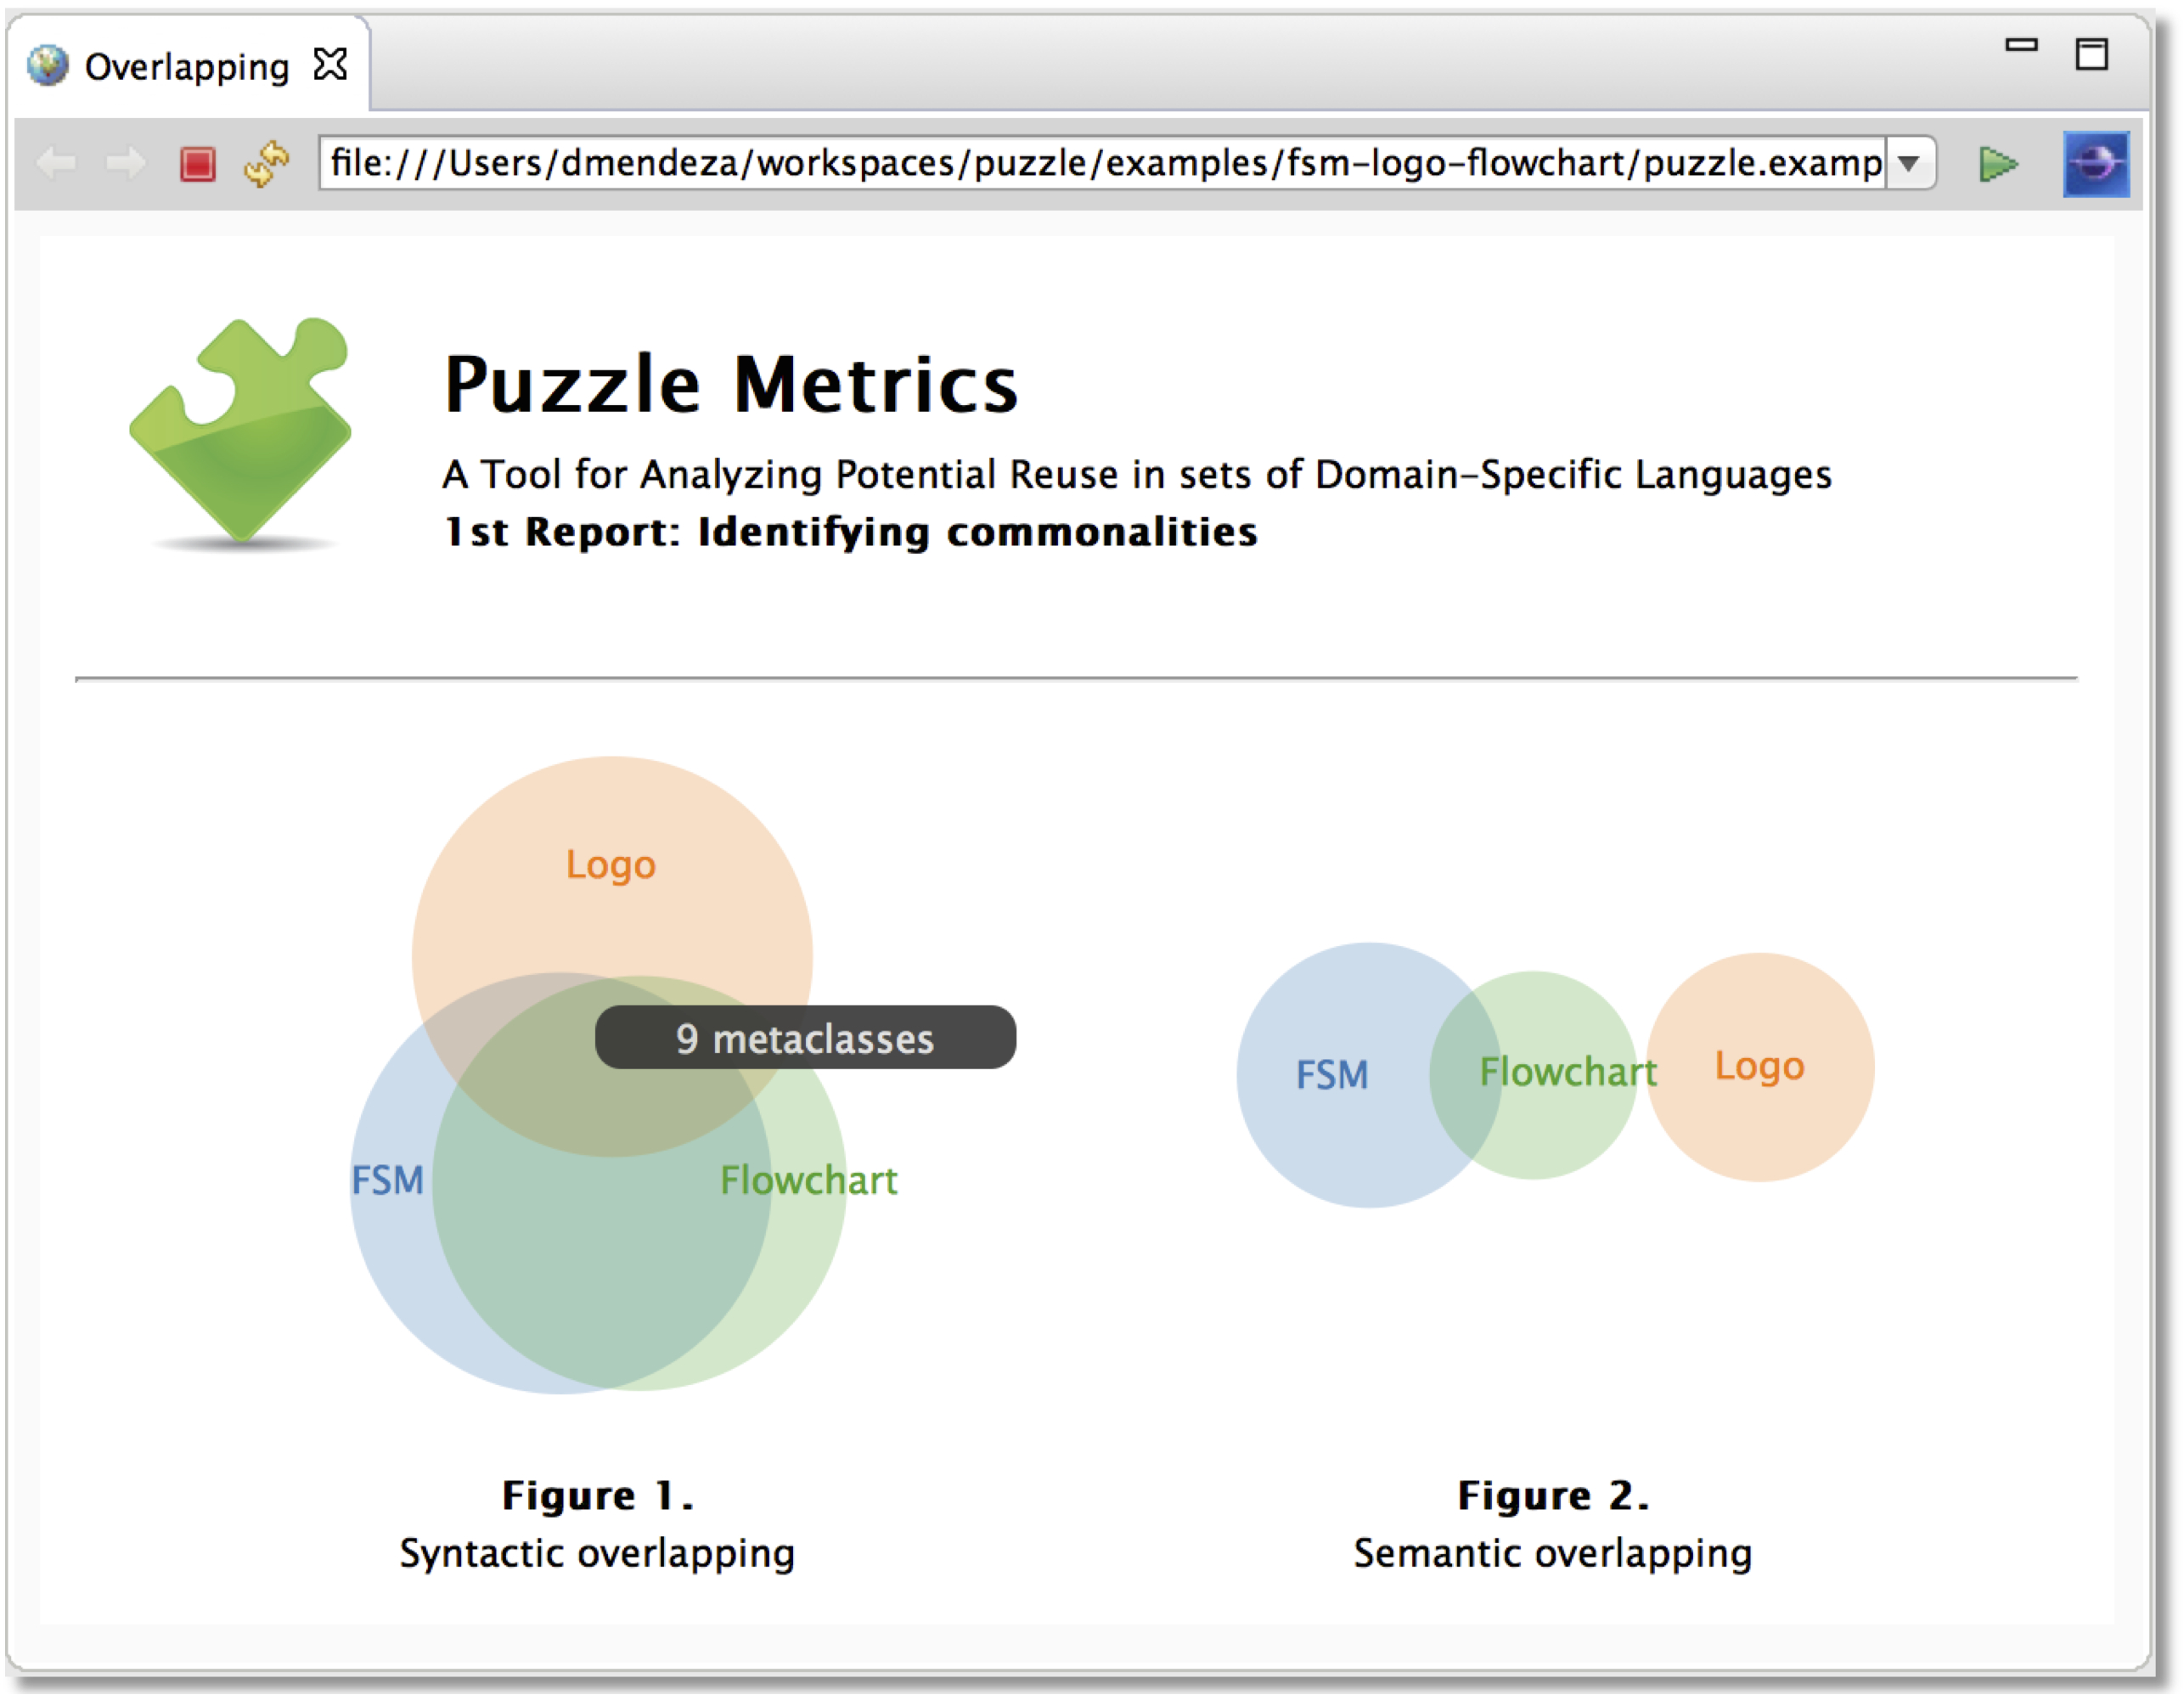 Overlapping
file:///Users/dmendeza/workspaces/puzzle/examples/fsm-logo-flowchart/puzzle.examp
Puzzle Metrics
A Tool for Analyzing Potential Reuse in sets of Domain-Specific Languages
1st Report: Identifying commonalities
Logo
9 metaclasses
FSM
Flowchart
FSM
Flowchart
Logo
Figure 1.
Syntactic overlapping
Figure 2.
Semantic overlapping